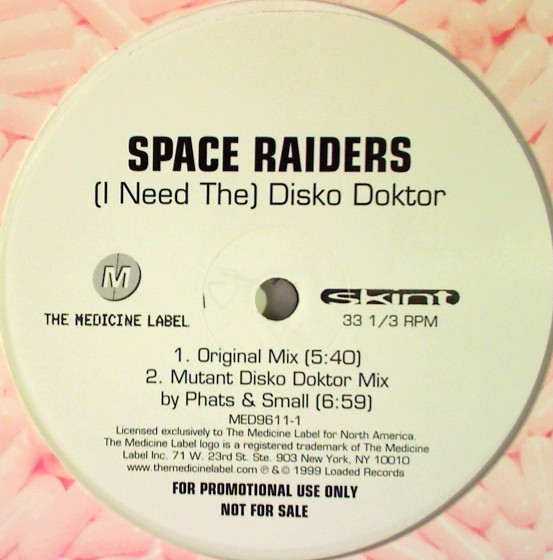 SPACE RAIDERS
(I Need The) Disko Doktor
M
THE MEDICINE LABEL
skint
33 1/3 RPM
1. Original Mix (5:40)
2. Mutant Disko Doktor Mix
by Phats & Small (6:59)
MED9611-1
Licensed exclusively to The Medicine Label for North America.
The Medicine Label logo is a registered trademark of The Medicine
Label Inc. 71 W. 23rd St. Ste. 903 New York, NY 10010
www.themedicinelabel.com ℗ & © 1999 Loaded Records
FOR PROMOTIONAL USE ONLY
NOT FOR SALE